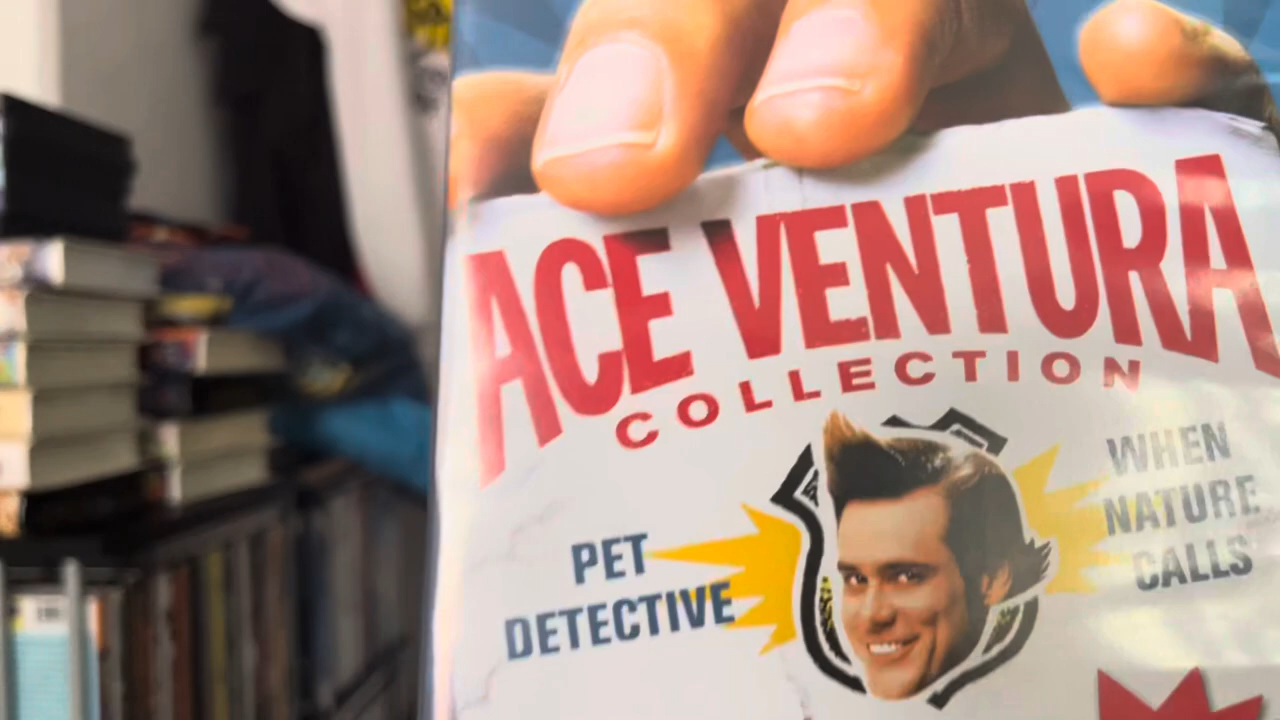 ACE VENTURA
COLLECTION
PET
DETECTIVE
WHEN
NATURE
CALLS